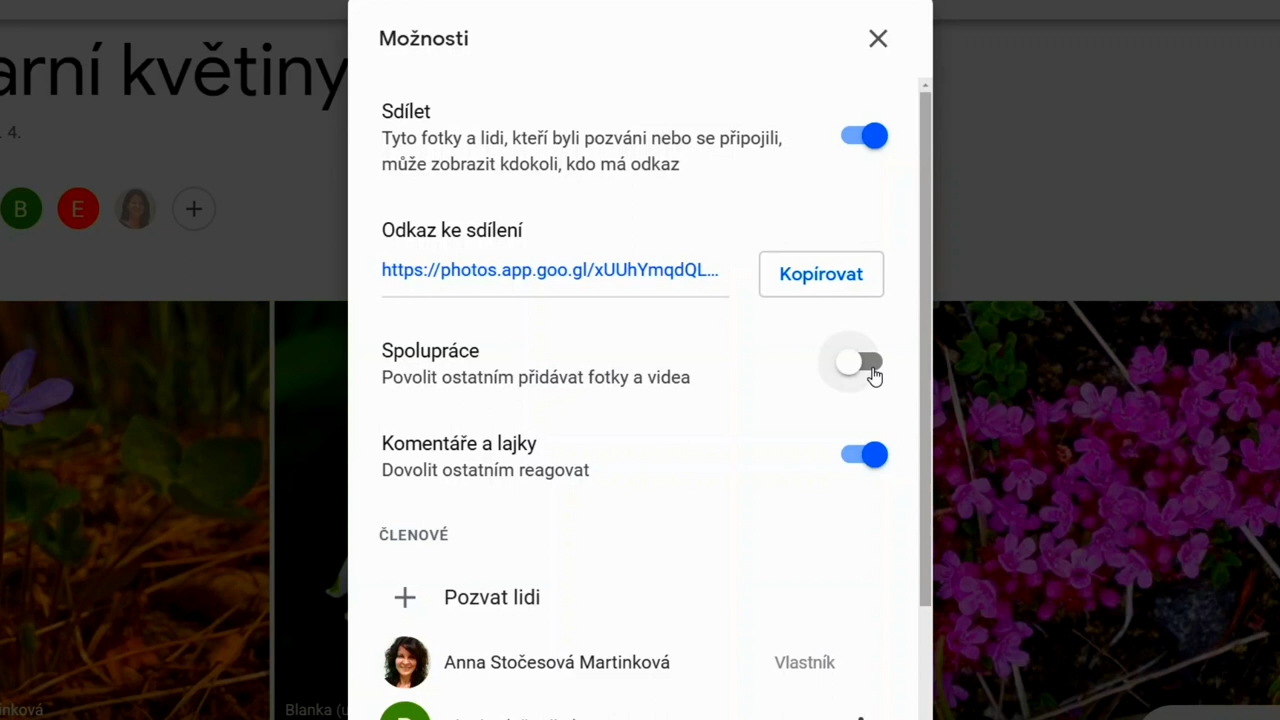 Možnosti
arní květiny
. 4.
Sdílet
Tyto fotky a lidi, kteří byli pozváni nebo se připojili,
může zobrazit kdokoli, kdo má odkaz
B
E
Odkaz ke sdílení
https://photos.app.goo.gl/xUUhYmqdQL...
Kopírovat
Spolupráce
Povolit ostatním přidávat fotky a videa
Komentáře a lajky
Dovolit ostatním reagovat
ČLENOVÉ
Pozvat lidi
Anna Stočesová Martinková
Vlastník
inková
Blanka (u